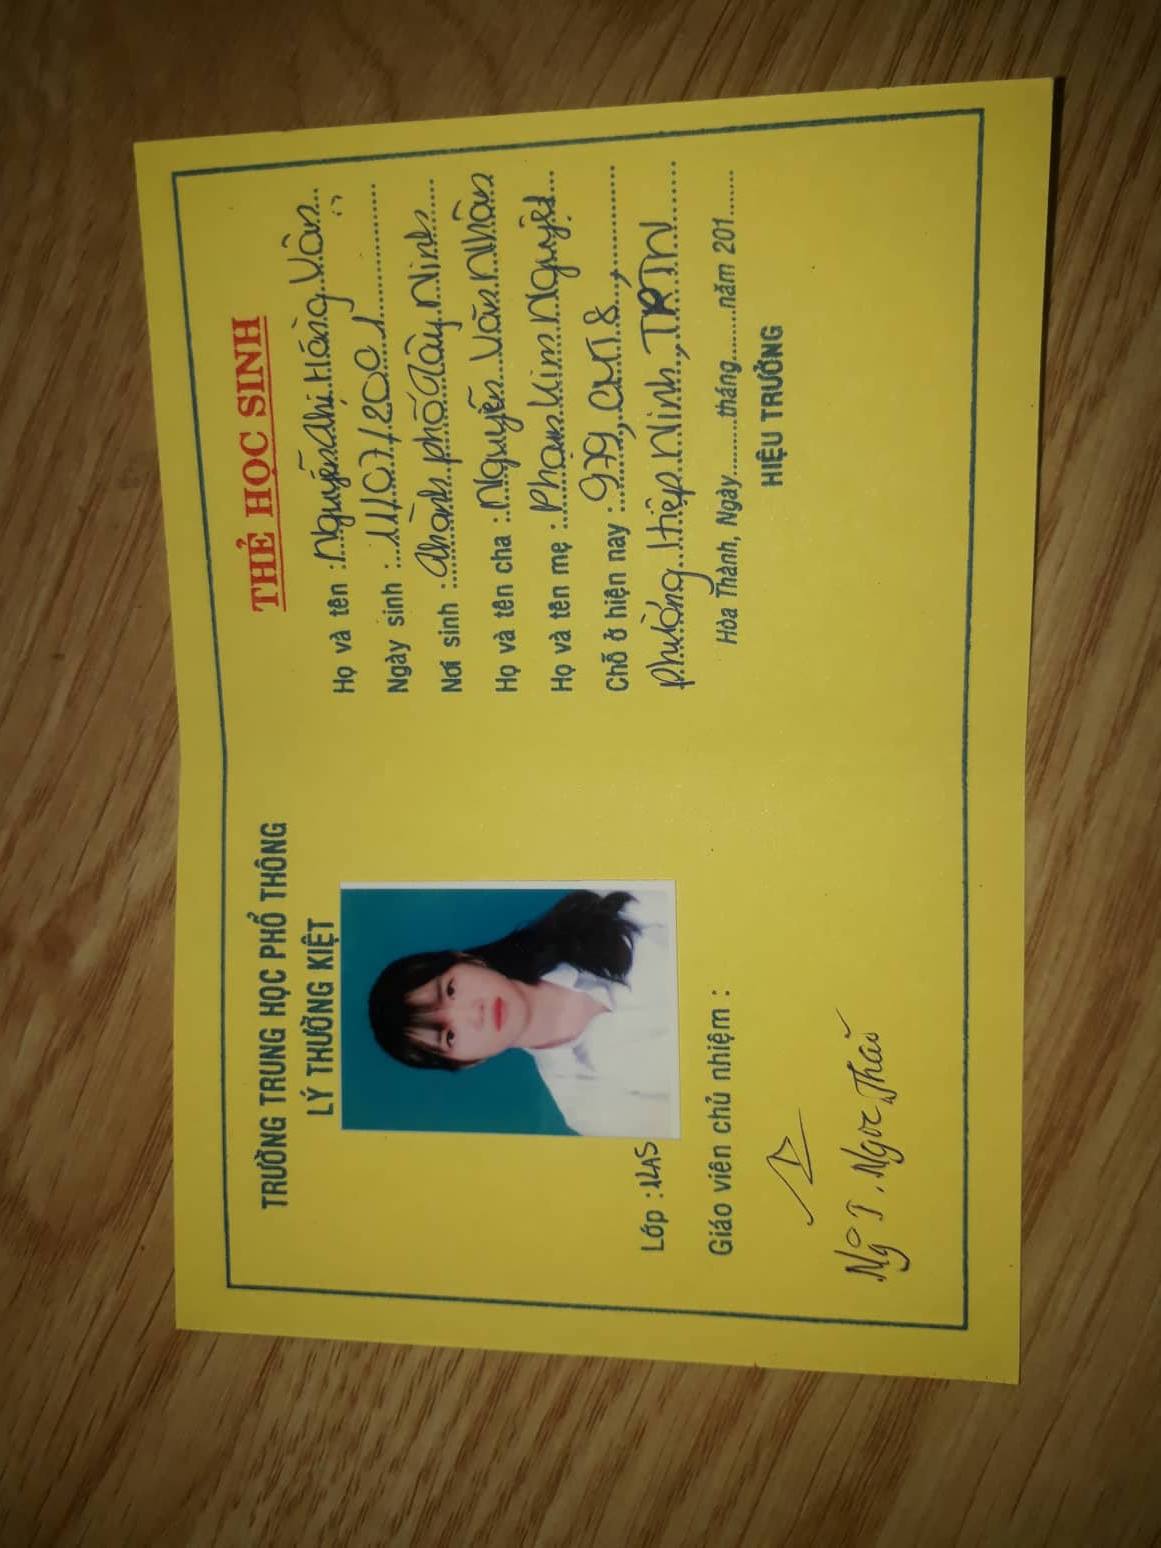 TRƯỜNG TRUNG HỌC PHỔ THÔNG
LÝ THƯỜNG KIỆT
Lớp : 12A5
Giáo viên chủ nhiệm :
Ngô T. Ngọc Thảo
THẺ HỌC SINH
Họ và tên : Nguyễn Thị Hồng Vân
Ngày sinh : 11/07/2001
Nơi sinh : Thành phố Tây Ninh
Họ và tên cha : Nguyễn Văn Nhân
Họ và tên mẹ : Phạm Kim Nguyệt
Chỗ ở hiện nay : 979, CMT8,
phường Hiệp Ninh, TPTN
Hòa Thành, Ngày.........tháng.........năm 201.......
HIỆU TRƯỞNG